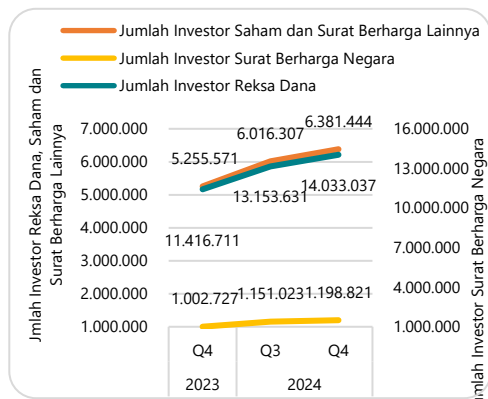 Jumlah Investor Saham dan Surat Berharga Lainnya
Jumlah Investor Surat Berharga Negara
Jumlah Investor Reksa Dana
Jmlah Investor Reksa Dana, Saham dan
Surat Berharga Lainnya
7.000.000
6.000.000
5.000.000
4.000.000
3.000.000
2.000.000
1.000.000
5.255.571
6.016.307
6.381.444
11.416.711
13.153.631
14.033.037
1.002.727
1.151.023
1.198.821
16.000.000
13.000.000
10.000.000
7.000.000
4.000.000
1.000.000
Jumlah Investor Surat Berharga Negara
Q4
Q3
Q4
2023
2024